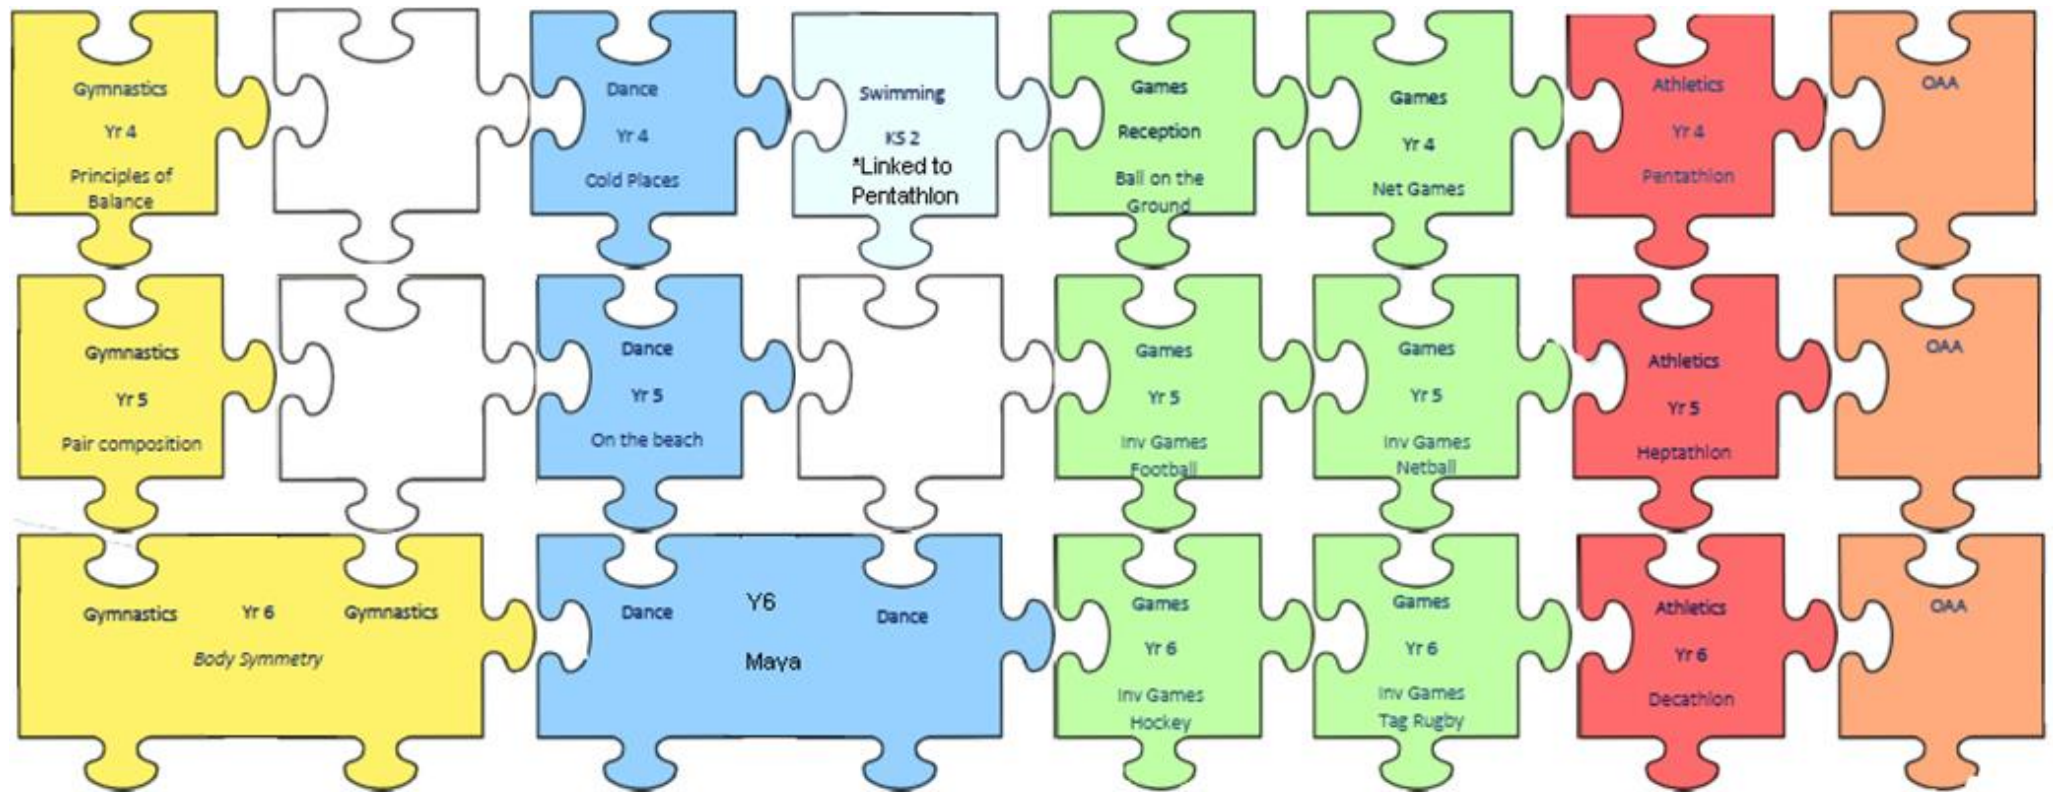 Gymnastics
Yr 4
Principles of
Balance
Dance
Yr 4
Cold Places
Swimming
KS 2
*Linked to
Pentathlon
Games
Reception
Ball on the
Ground
Games
Yr 4
Net Games
Athletics
Yr 4
Pentathlon
OAA
Gymnastics
Yr 5
Pair composition
Dance
Yr 5
On the beach
Games
Yr 5
Inv Games
Football
Games
Yr 5
Inv Games
Netball
Athletics
Yr 5
Heptathlon
OAA
Gymnastics Yr 6 Gymnastics
Body Symmetry
Dance Y6 Dance
Maya
Games
Yr 6
Inv Games
Hockey
Games
Yr 6
Inv Games
Tag Rugby
Athletics
Yr 6
Decathlon
OAA